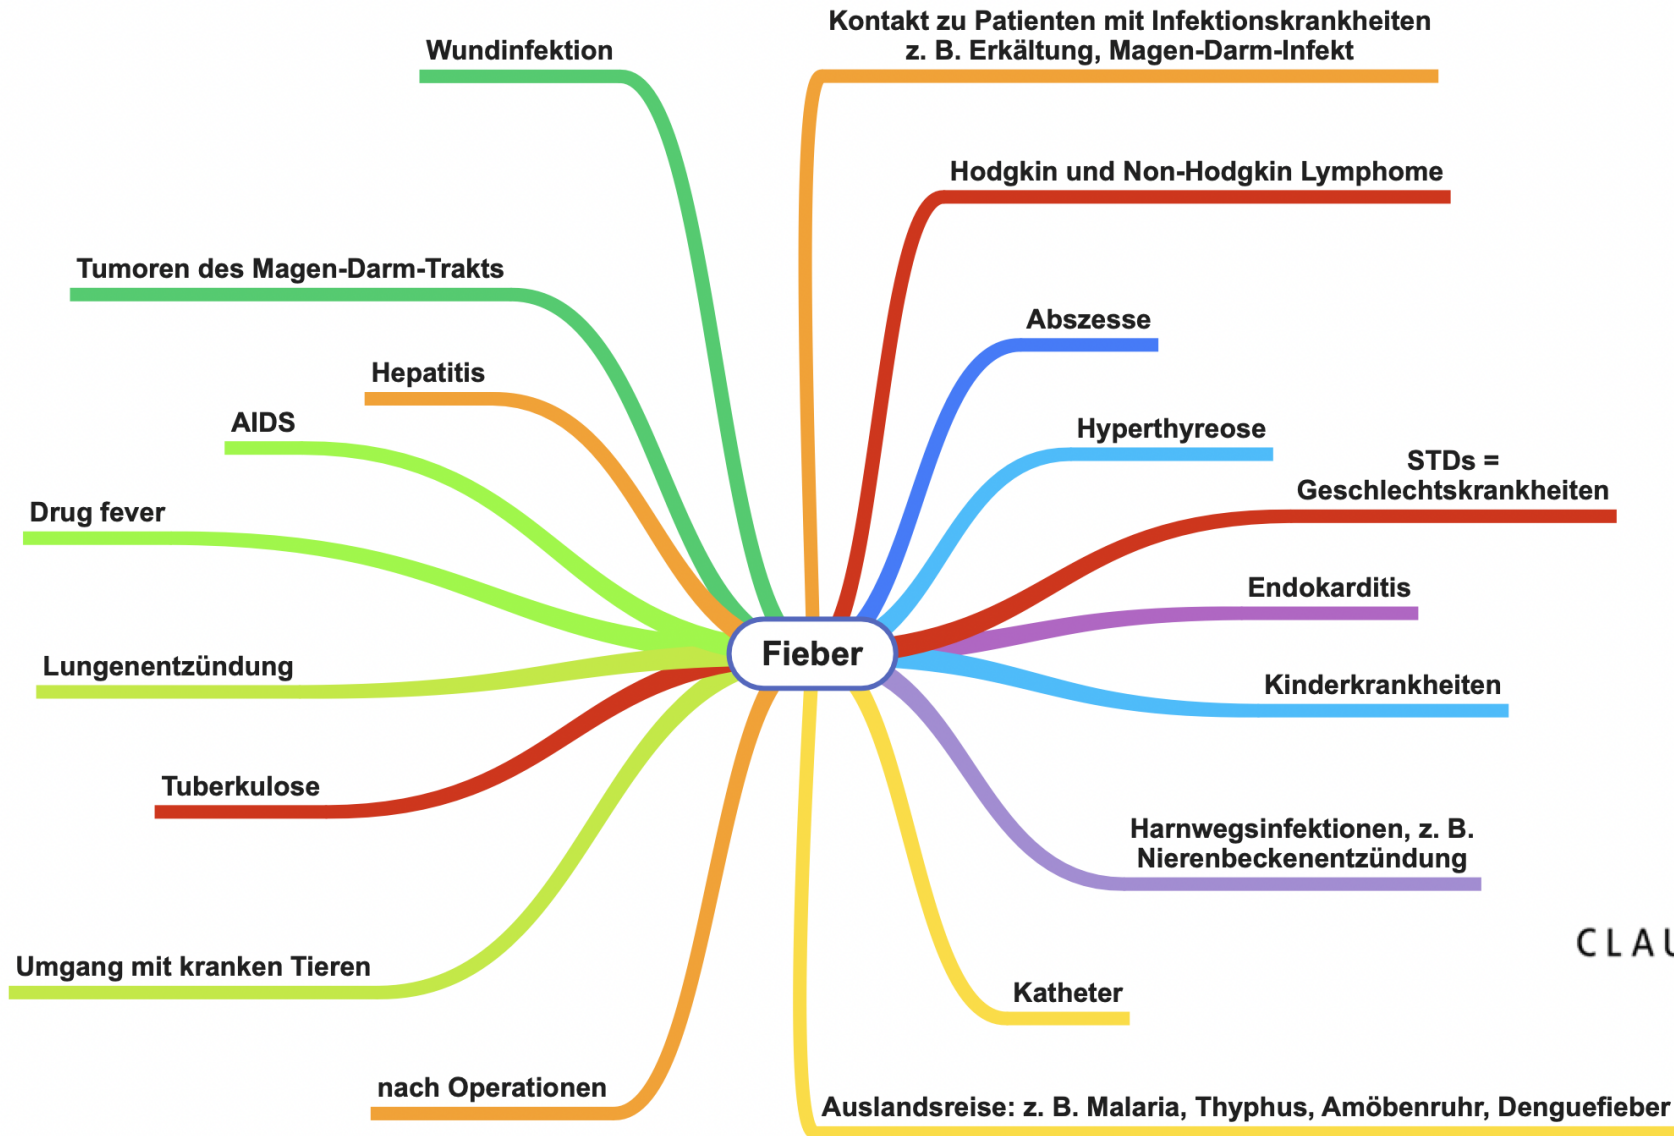 Kontakt zu Patienten mit Infektionskrankheiten
z. B. Erkältung, Magen-Darm-Infekt
Wundinfektion
Hodgkin und Non-Hodgkin Lymphome
Tumoren des Magen-Darm-Trakts
Abszesse
Hepatitis
AIDS
Hyperthyreose
STDs =
Geschlechtskrankheiten
Drug fever
Endokarditis
Fieber
Lungenentzündung
Kinderkrankheiten
Tuberkulose
Harnwegsinfektionen, z. B.
Nierenbeckenentzündung
CLAU
Umgang mit kranken Tieren
Katheter
nach Operationen
Auslandsreise: z. B. Malaria, Thyphus, Amöbenruhr, Denguefieber